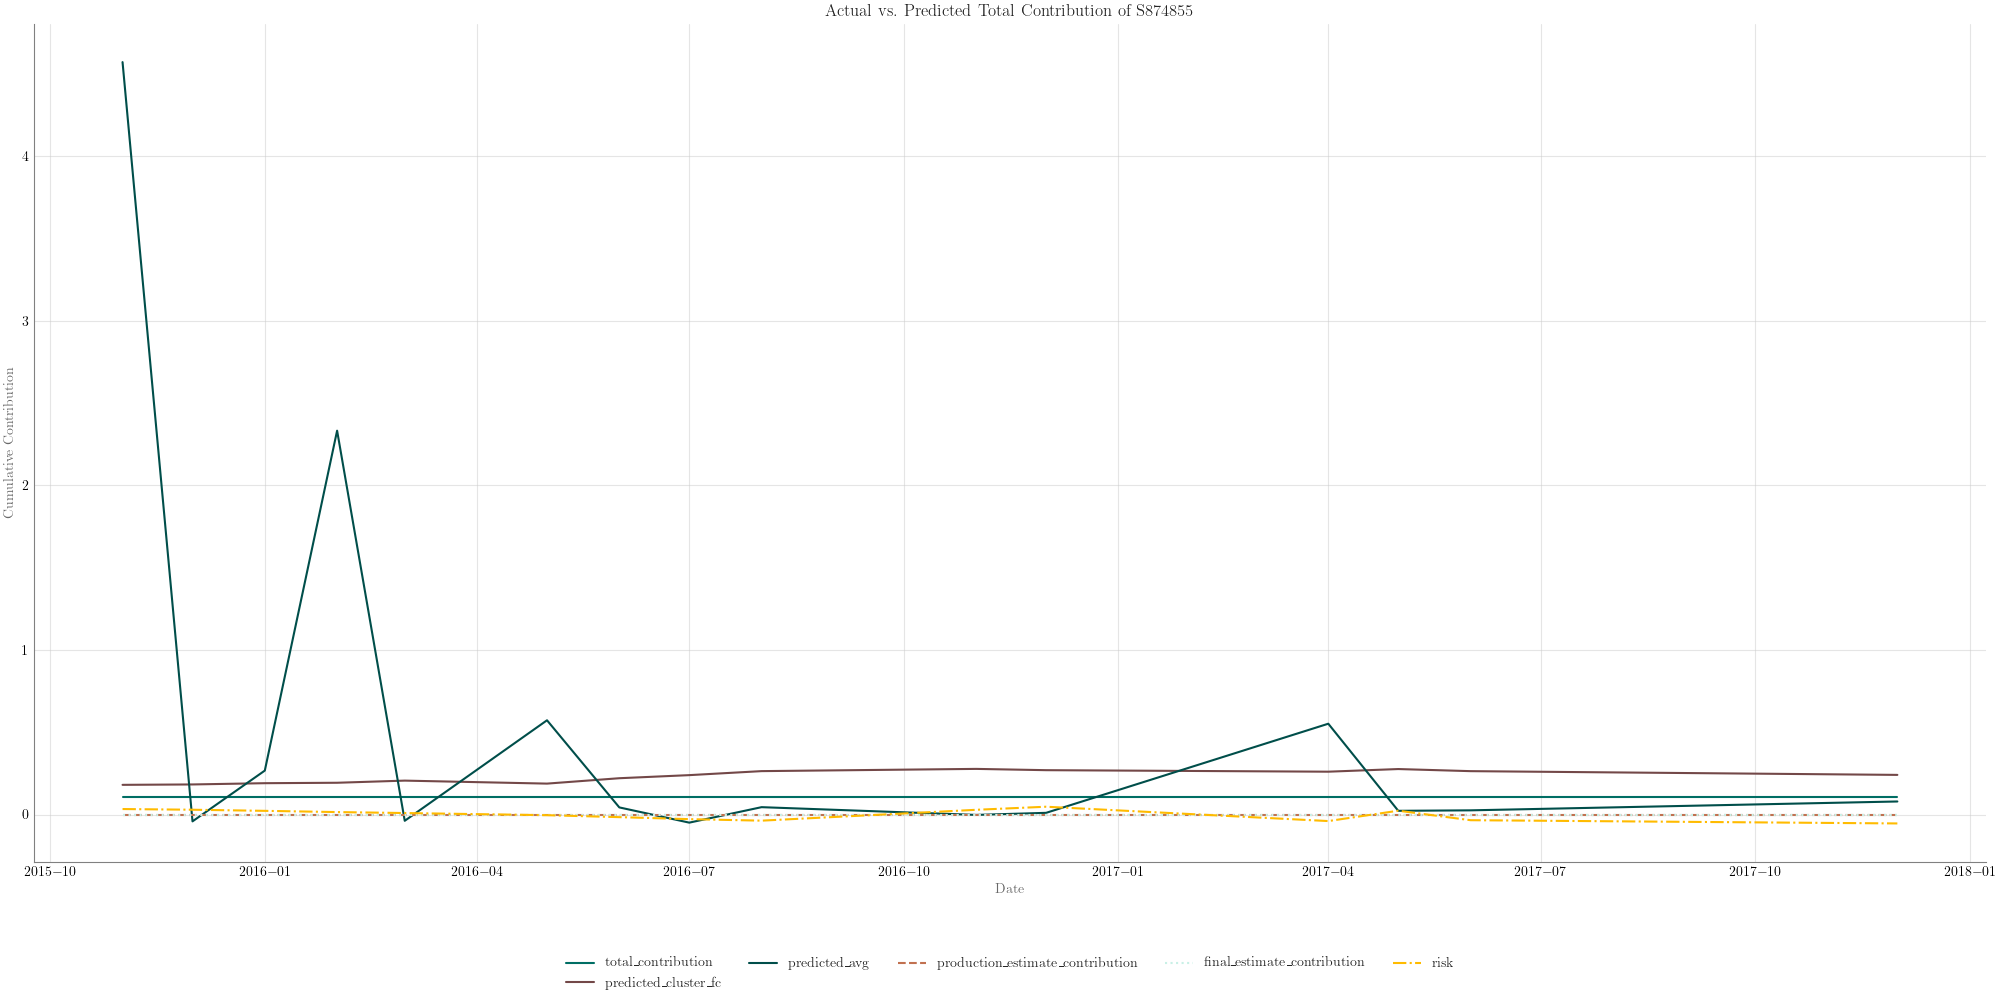 Actual vs. Predicted Total Contribution of S874855
Cumulative Contribution
4
3
2
1
0
2015-10 2016-01 2016-04 2016-07 2016-10 2017-01 2017-04 2017-07 2017-10 2018-01
Date
total_contribution predicted_avg production_estimate_contribution final_estimate_contribution risk
predicted_cluster_fc